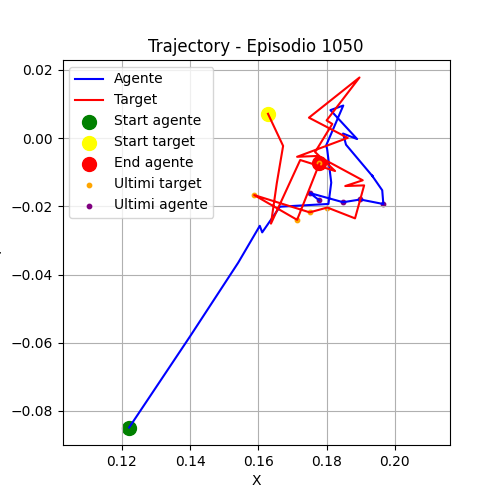 Trajectory - Episodio 1050
0.02
0.00
−0.02
−0.04
−0.06
−0.08
Agente
Target
Start agente
Start target
End agente
Ultimi target
Ultimi agente
0.12
0.14
0.16
0.18
0.20
X